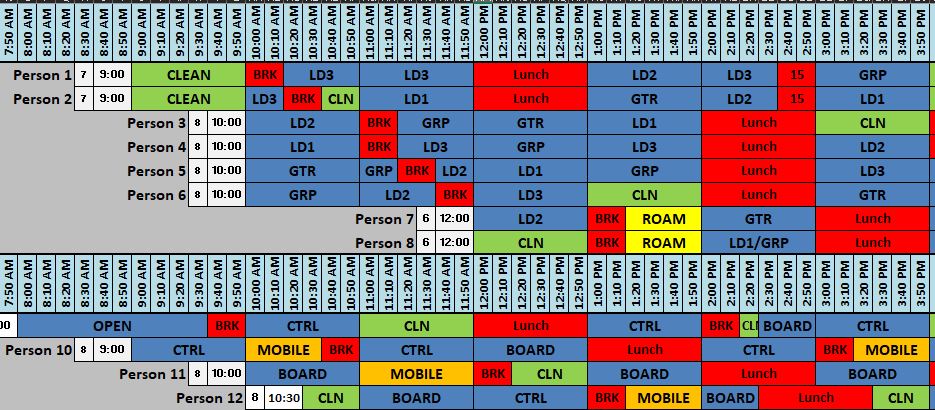 7:50 AM 8:00 AM 8:10 AM 8:20 AM 8:30 AM 8:40 AM 8:50 AM 9:00 AM 9:10 AM 9:20 AM 9:30 AM 9:40 AM 9:50 AM 10:00 AM 10:10 AM 10:20 AM 10:30 AM 10:40 AM 10:50 AM 11:00 AM 11:10 AM 11:20 AM 11:30 AM 11:40 AM 11:50 AM 12:00 PM 12:10 PM 12:20 PM 12:30 PM 12:40 PM 12:50 PM 1:00 PM 1:10 PM 1:20 PM 1:30 PM 1:40 PM 1:50 PM 2:00 PM 2:10 PM 2:20 PM 2:30 PM 2:40 PM 2:50 PM 3:00 PM 3:10 PM 3:20 PM 3:30 PM 3:40 PM 3:50 PM
Person 1 7 9:00 CLEAN BRK LD3 LD3 Lunch LD2 LD3 15 GRP
Person 2 7 9:00 CLEAN LD3 BRK CLN LD1 Lunch GTR LD2 15 LD1
Person 3 8 10:00 LD2 BRK GRP GTR LD1 Lunch CLN
Person 4 8 10:00 LD1 BRK LD3 GRP LD3 Lunch LD2
Person 5 8 10:00 GTR GRP BRK LD2 LD1 GRP Lunch LD3
Person 6 8 10:00 GRP LD2 BRK LD3 CLN Lunch GTR
Person 7 6 12:00 LD2 BRK ROAM GTR Lunch
Person 8 6 12:00 CLN BRK ROAM LD1/GRP Lunch
7:50 AM 8:00 AM 8:10 AM 8:20 AM 8:30 AM 8:40 AM 8:50 AM 9:00 AM 9:10 AM 9:20 AM 9:30 AM 9:40 AM 9:50 AM 10:00 AM 10:10 AM 10:20 AM 10:30 AM 10:40 AM 10:50 AM 11:00 AM 11:10 AM 11:20 AM 11:30 AM 11:40 AM 11:50 AM 12:00 PM 12:10 PM 12:20 PM 12:30 PM 12:40 PM 12:50 PM 1:00 PM 1:10 PM 1:20 PM 1:30 PM 1:40 PM 1:50 PM 2:00 PM 2:10 PM 2:20 PM 2:30 PM 2:40 PM 2:50 PM 3:00 PM 3:10 PM 3:20 PM 3:30 PM 3:40 PM 3:50 PM
00 OPEN BRK CTRL CLN Lunch CTRL BRK CLN BOARD CTRL
Person 10 8 9:00 CTRL MOBILE BRK CTRL BOARD Lunch CTRL BRK MOBILE
Person 11 8 10:00 BOARD MOBILE BRK CLN BOARD Lunch BOARD
Person 12 8 10:30 CLN BOARD CTRL BRK MOBILE BOARD Lunch CLN